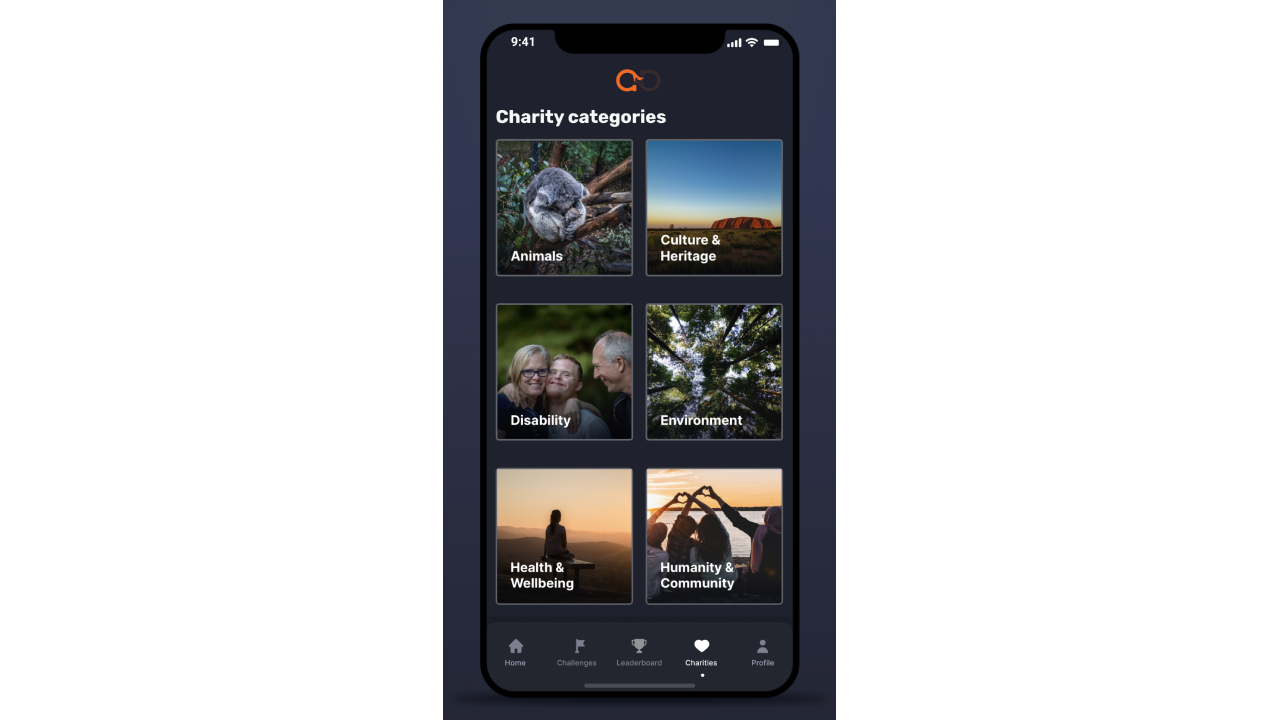 9:41
Charity categories
Animals
Culture &
Heritage
Disability
Environment
Health &
Wellbeing
Humanity &
Community
Home
Challenges
Leaderboard
Charities
Profile